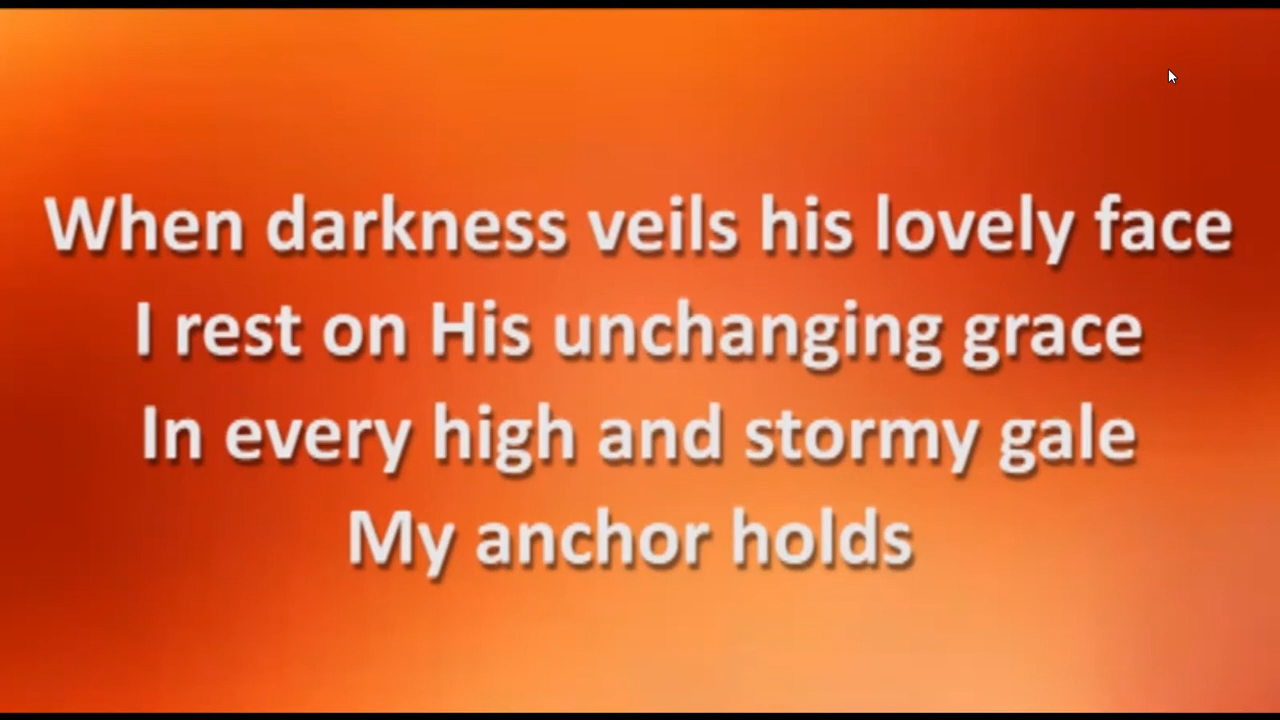 When darkness veils his lovely face
I rest on His unchanging grace
In every high and stormy gale
My anchor holds